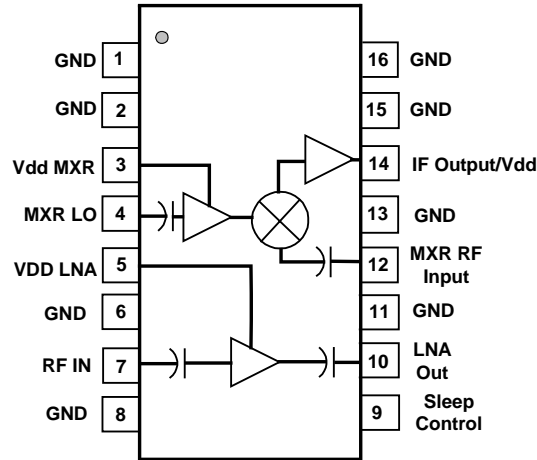 GND 1
GND 2
Vdd MXR 3
MXR LO 4
VDD LNA 5
GND 6
RF IN 7
GND 8
16 GND
15 GND
14 IF Output/Vdd
13 GND
12 MXR RF
Input
11 GND
10 LNA
Out
9 Sleep
Control